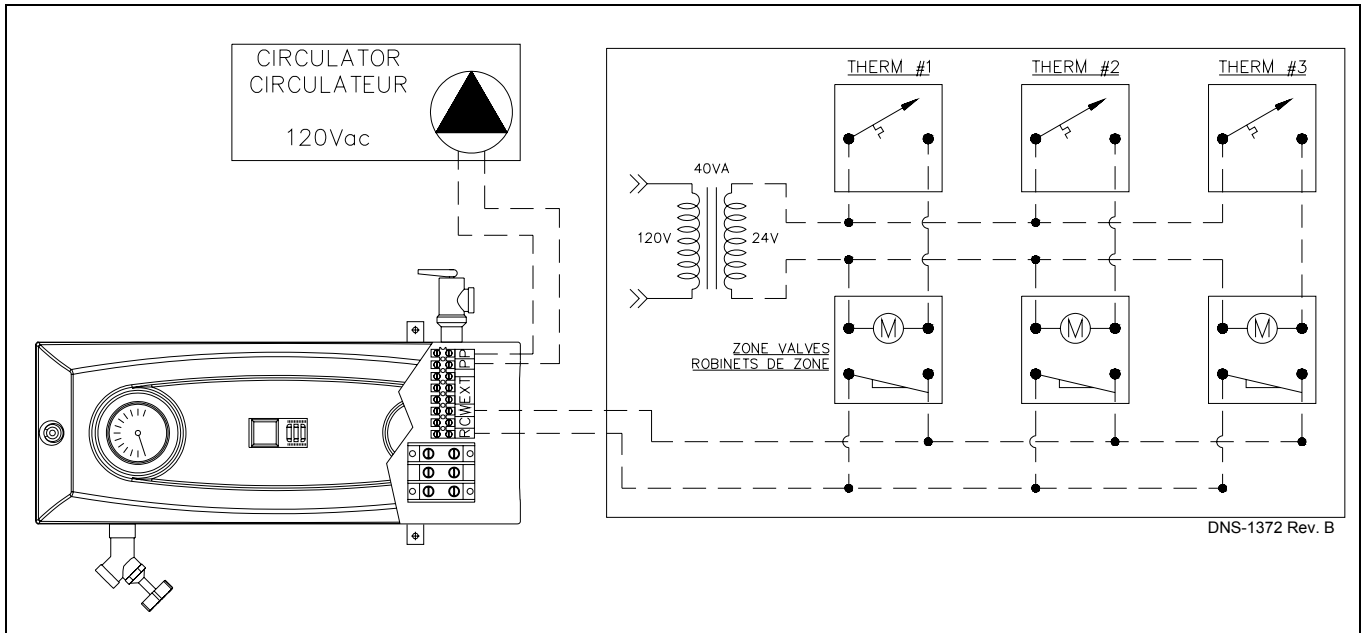 CIRCULATOR
CIRCULATEUR
120Vac
THERM #1
THERM #2
THERM #3
40VA
120V
24V
M
M
M
ZONE VALVES
ROBINETS DE ZONE
R C W EXT P P
DNS-1372 Rev. B